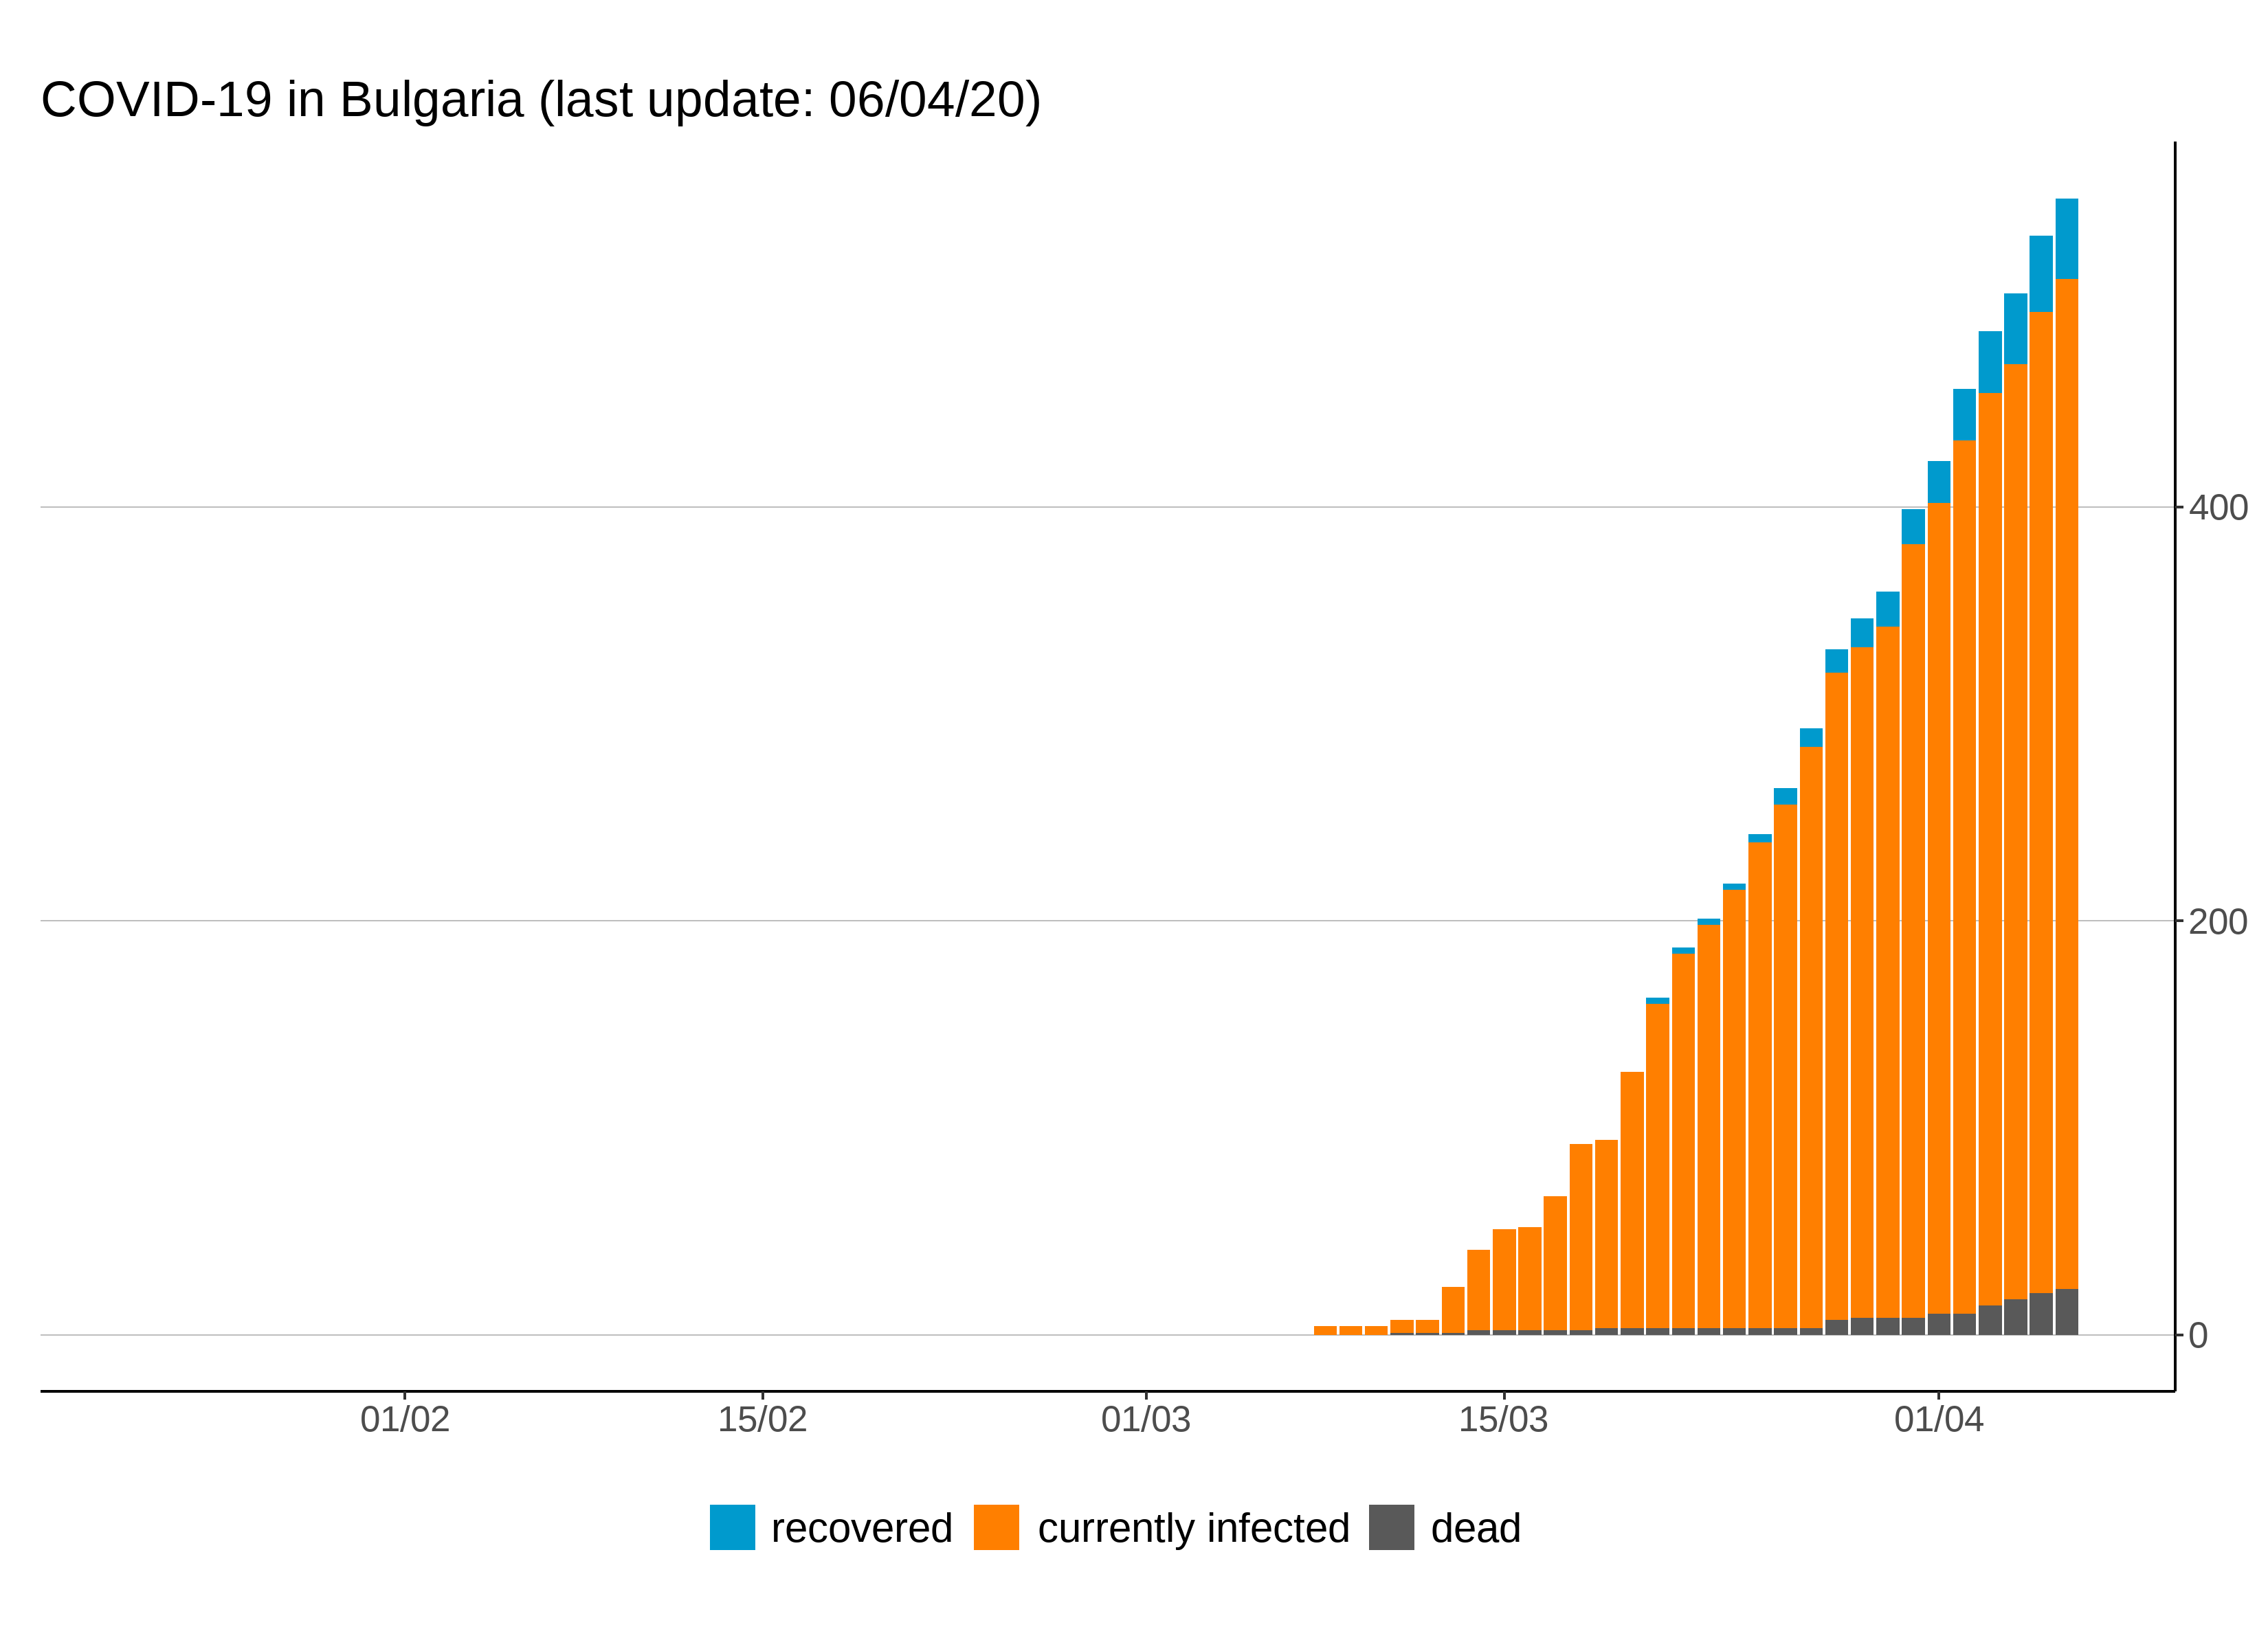 COVID-19 in Bulgaria (last update: 06/04/20)
400
200
0
01/02 15/02 01/03 15/03 01/04
recovered currently infected dead